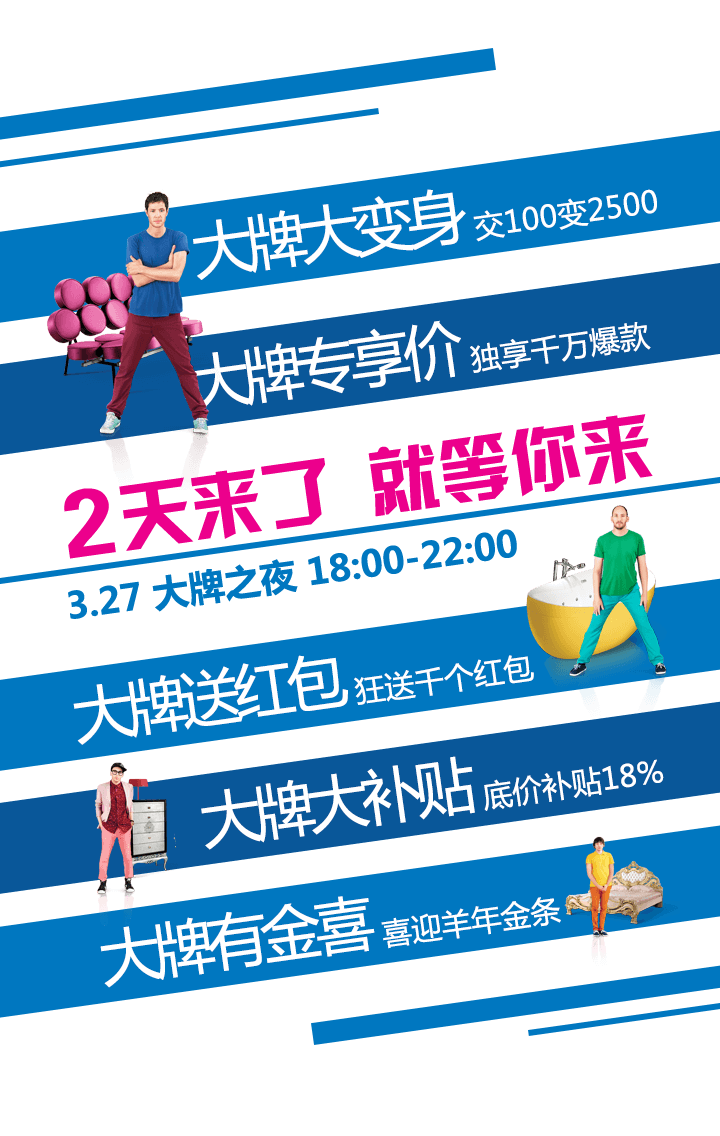 大牌大变身 交100变2500
大牌专享价 独享千万爆款
2天来了 就等你来
3.27 大牌之夜 18:00-22:00
大牌送红包 狂送千个红包
大牌大补贴 底价补贴18%
大牌有金喜 喜迎羊年金条